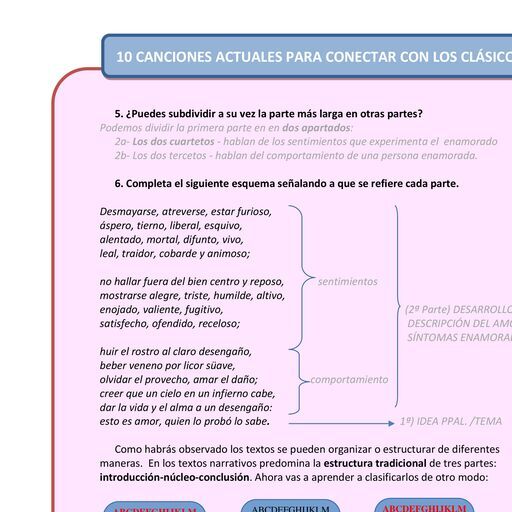 10 CANCIONES ACTUALES PARA CONECTAR CON LOS
5. ¿Puedes subdividir a su vez la parte más larga en otras partes?
Podemos dividir la primera parte en en dos apartados:
2a- Los dos cuartetos - hablan de los sentimientos que experimenta el enamorado
2b- Los dos tercetos - hablan del comportamiento de una persona enamorada.
6. Completa el siguiente esquema señalando a que se refiere cada parte.
Desmayarse, atreverse, estar furioso,
áspero, tierno, liberal, esquivo,
alentado, mortal, difunto, vivo,
leal, traidor, cobarde y animoso;
no hallar fuera del bien centro y reposo,
mostrarse alegre, triste, humilde, altivo,
enojado, valiente, fugitivo,
satisfecho, ofendido, receloso;
sentimientos
(2ª Parte) DESARROLLO
DESCRIPCIÓN DEL
SÍNTOMAS
huir el rostro al claro desengaño,
beber veneno por licor süave,
olvidar el provecho, amar el daño;
creer que un cielo en un infierno cabe,
dar la vida y el alma a un desengaño:
esto es amor, quien lo probó lo sabe.
comportamiento
1ª) IDEA PPAL. /TEMA
Como habrás observado los textos se pueden organizar o estructurar de diferentes
maneras. En los textos narrativos predomina la estructura tradicional de tres partes:
introducción-núcleo-conclusión. Ahora vas a aprender a clasificarlos de otro modo:
ABCDEFGHIJKLM ABCDEFGHIJKLM ABCDEFGHIJKLM